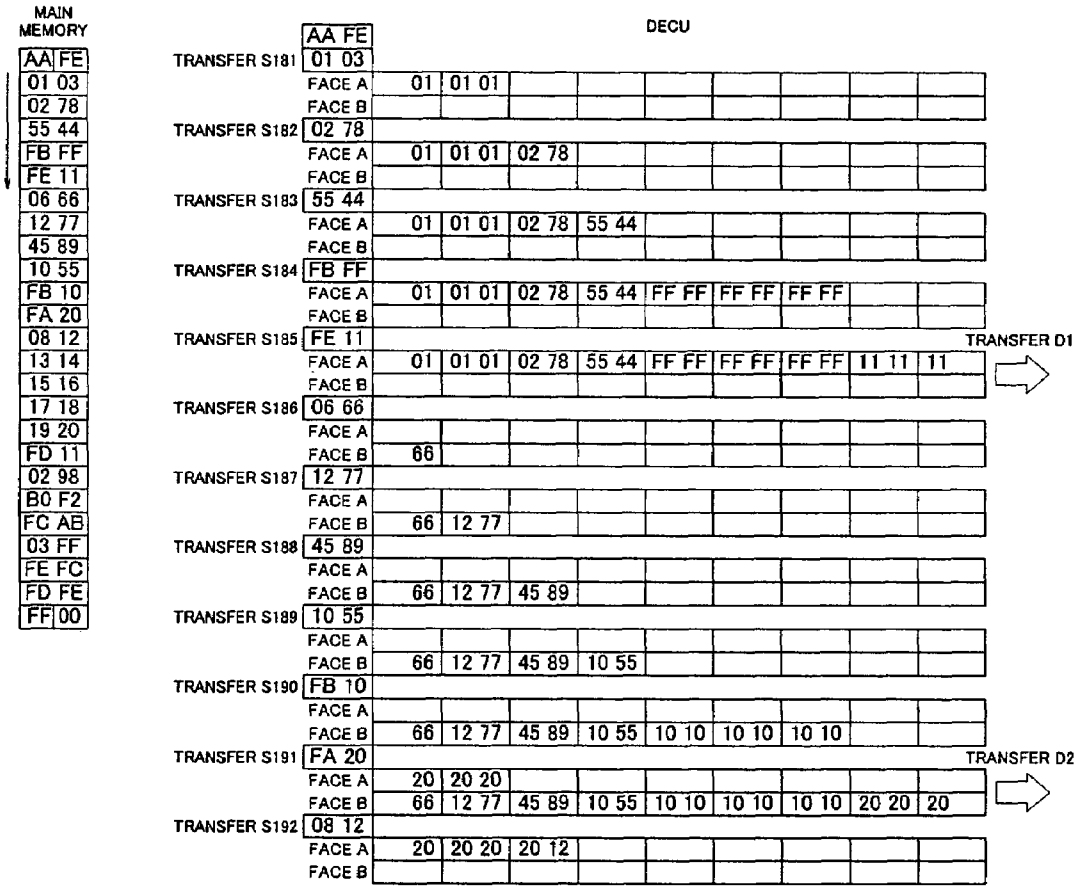 MAIN
MEMORY
AA FE
01 03
02 78
55 44
FB FF
FE 11
06 66
12 77
45 89
10 55
FB 10
FA 20
08 12
13 14
15 16
17 18
19 20
FD 11
02 98
B0 F2
FC AB
03 FF
FE FC
FD FE
FF 00
DECU
AA FE
TRANSFER S181 01 03
FACE A 01 01 01
FACE B
TRANSFER S182 02 78
FACE A 01 01 01 02 78
FACE B
TRANSFER S183 55 44
FACE A 01 01 01 02 78 55 44
FACE B
TRANSFER S184 FB FF
FACE A 01 01 01 02 78 55 44 FF FF FF FF FF FF
FACE B
TRANSFER S185 FE 11 TRANSFER D1
FACE A 01 01 01 02 78 55 44 FF FF FF FF FF FF 11 11 11
FACE B
TRANSFER S186 06 66
FACE A
FACE B 66
TRANSFER S187 12 77
FACE A
FACE B 66 12 77
TRANSFER S188 45 89
FACE A
FACE B 66 12 77 45 89
TRANSFER S189 10 55
FACE A
FACE B 66 12 77 45 89 10 55
TRANSFER S190 FB 10
FACE A
FACE B 66 12 77 45 89 10 55 10 10 10 10 10 10
TRANSFER S191 FA 20 TRANSFER D2
FACE A 20 20 20
FACE B 66 12 77 45 89 10 55 10 10 10 10 10 10 20 20 20
TRANSFER S192 08 12
FACE A 20 20 20 20 12
FACE B